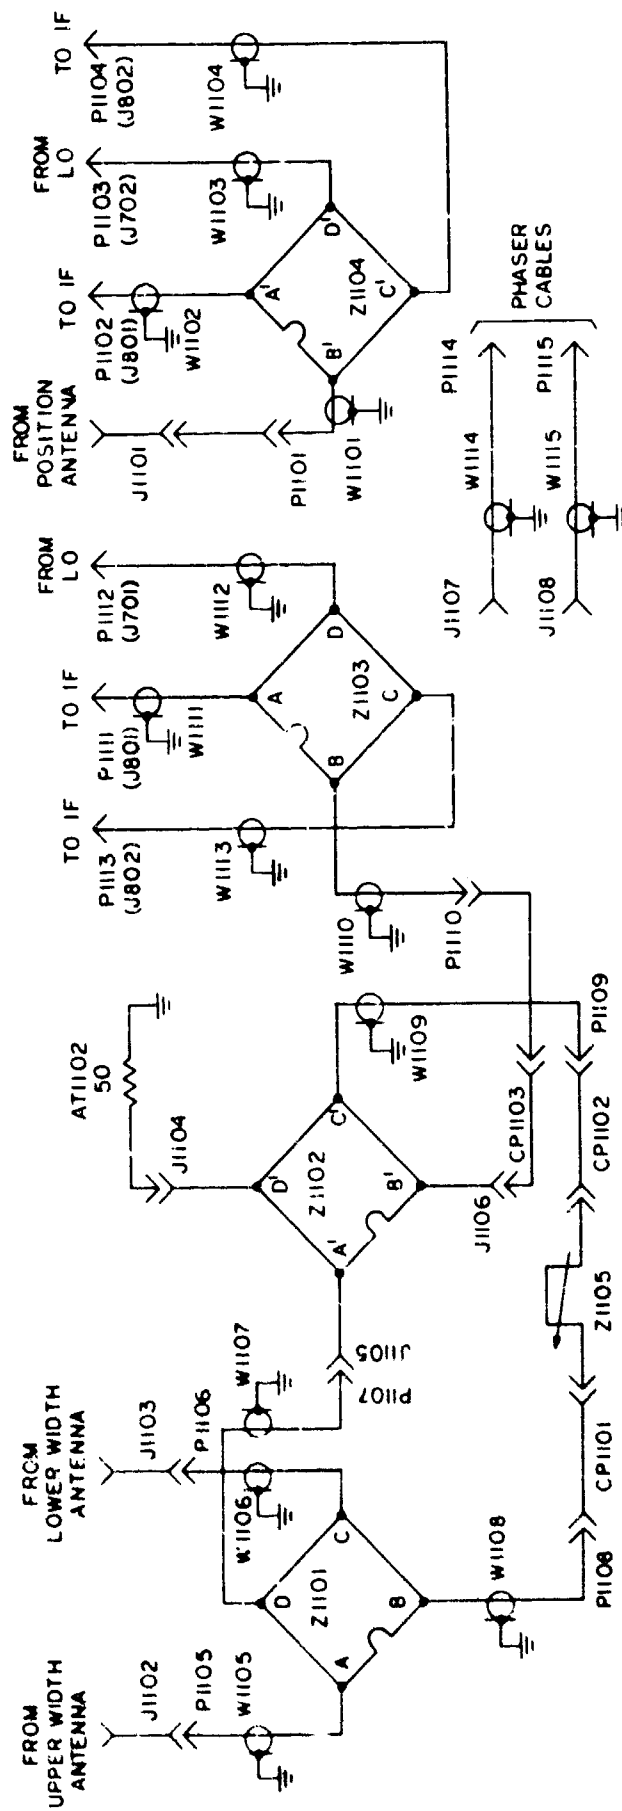 FROM
UPPER WIDTH
ANTENNA
J1102
P1105
W1105
FROM
LOWER WIDTH
ANTENNA
J1103
P1106
W1106
W1107
A
B
C
D
Z1101
P1107
J1105
W1108
P1108
CP1101
Z1105
CP1102
P1109
AT1102
50
J1104
A'
B'
C'
D'
Z1102
J1106
CP1103
W1109
P1110
W1110
TO IF
P1113
(J802)
W1113
TO IF
P1111
(J801)
W1111
FROM
LO
P1112
(J701)
W1112
A
B
C
D
Z1103
FROM
POSITION
ANTENNA
J1101
P1101
W1101
TO IF
P1102
(J801)
W1102
FROM
LO
P1103
(J702)
W1103
TO IF
P1104
(J802)
W1104
A'
B'
C'
D'
Z1104
J1107
W1114
P1114
J1108
W1115
P1115
PHASER
CABLES